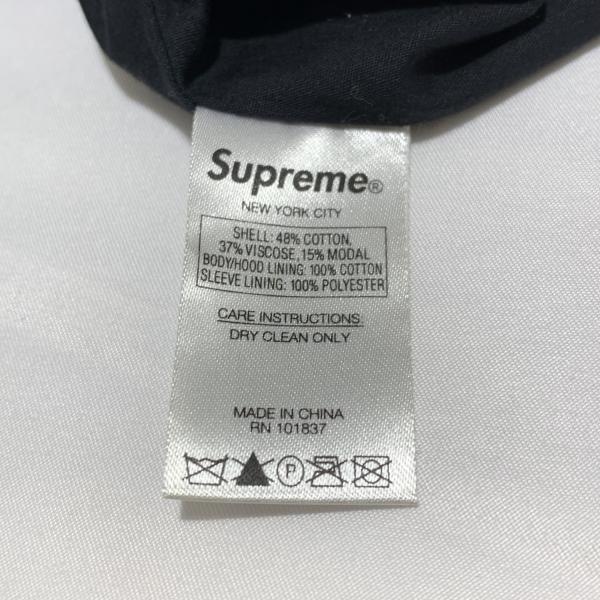 Supreme®
NEW YORK CITY
SHELL: 48% COTTON,
37% VISCOSE, 15% MODAL
BODY/HOOD LINING: 100% COTTON
SLEEVE LINING: 100% POLYESTER
CARE INSTRUCTIONS:
DRY CLEAN ONLY
MADE IN CHINA
RN 101837
P